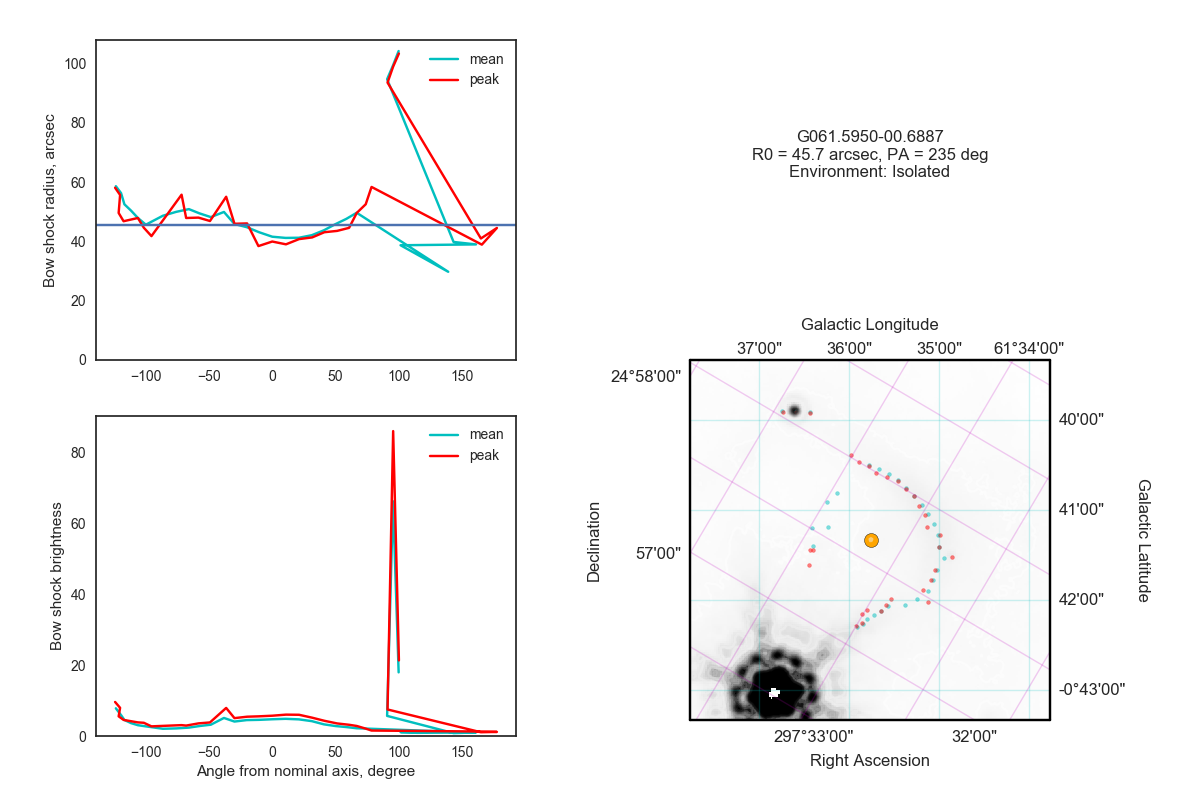 100
80
60
40
20
0
−100
−50
0
50
100
150
Bow shock radius, arcsec
mean
peak
80
60
40
20
0
−100
−50
0
50
100
150
Bow shock brightness
Angle from nominal axis, degree
mean
peak
G061.5950-00.6887
R0 = 45.7 arcsec, PA = 235 deg
Environment: Isolated
Galactic Longitude
37'00" 36'00" 35'00" 61°34'00"
24°58'00"
57'00"
Declination
40'00"
41'00"
42'00"
-0°43'00"
Galactic Latitude
297°33'00" 32'00"
Right Ascension